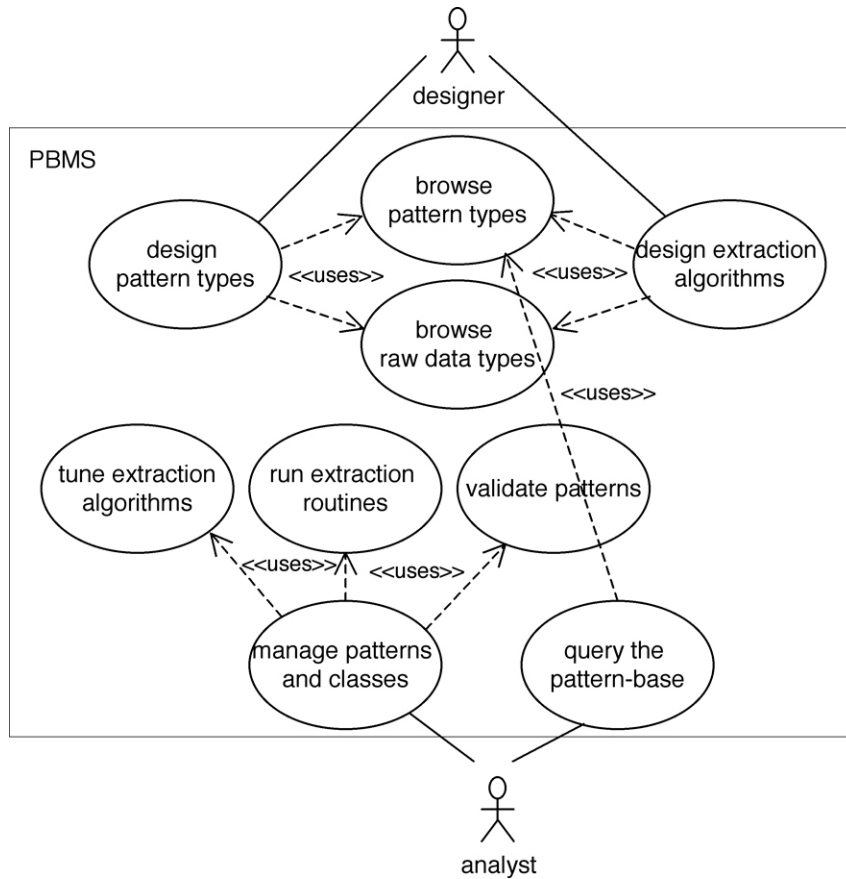 designer
PBMS
browse
pattern types
design
pattern types
<<uses>>
<<uses>>
design extraction
algorithms
browse
raw data types
<<uses>>
tune extraction
algorithms
run extraction
routines
validate patterns
<<uses>>
<<uses>>
manage patterns
and classes
query the
pattern-base
analyst